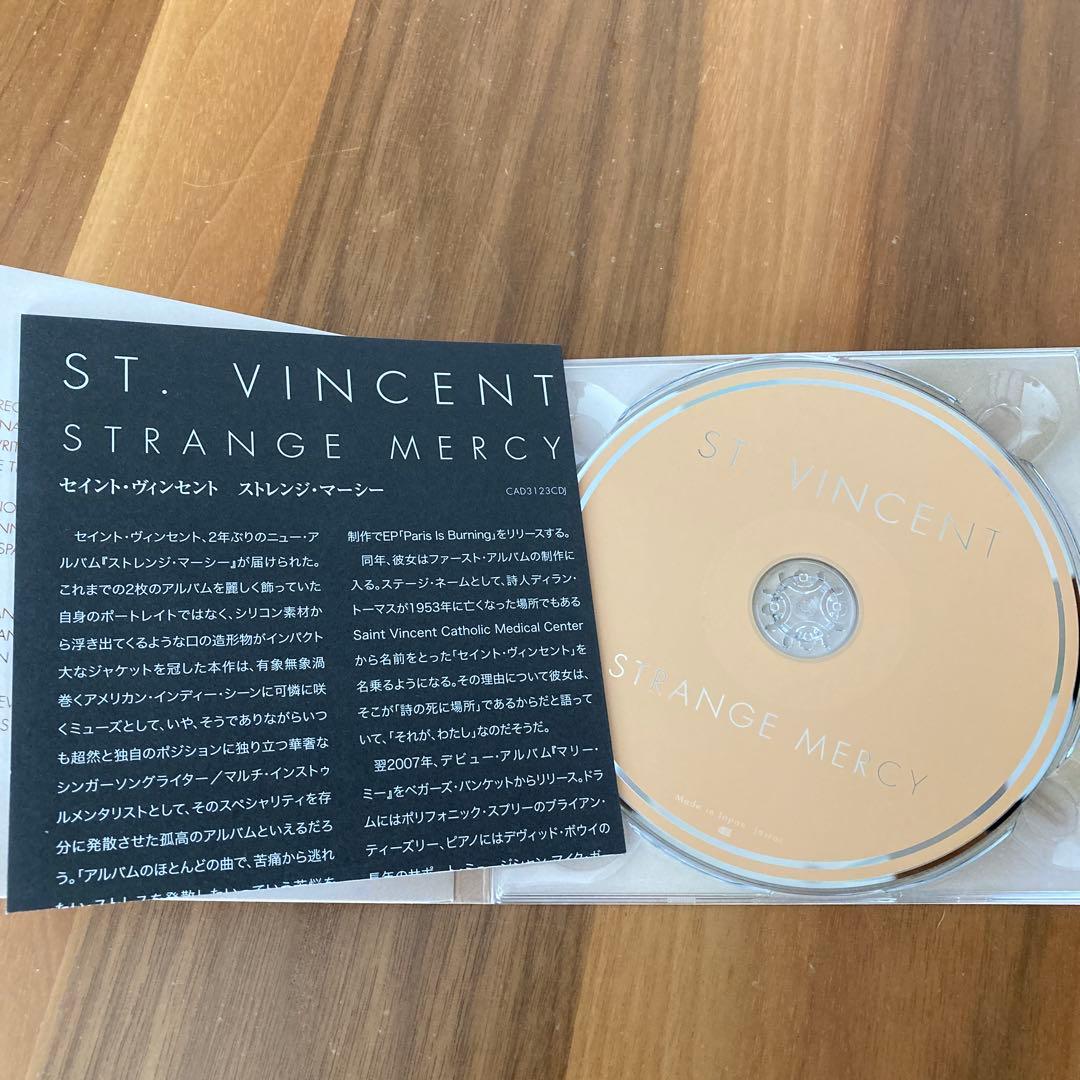 ST. VINCENT
STRANGE MERCY
セイント・ヴィンセント ストレンジ・マーシー
CAD3123CDJ
セイント・ヴィンセント、2年ぶりのニュー・ア
ルバム『ストレンジ・マーシー』が届けられた。
これまでの2枚のアルバムを麗しく飾っていた
自身のポートレイトではなく、シリコン素材か
ら浮き出てくるような口の造形物がインパクト
大なジャケットを冠した本作は、有象無象渦
巻くアメリカン・インディー・シーンに可憐に咲
くミューズとして、いや、そうでありながらいつ
も超然と独自のポジションに独り立つ華奢な
シンガーソングライター／マルチ・インストゥ
ルメンタリストとして、そのスペシャリティを存
分に発散させた孤高のアルバムといえるだろ
う。「アルバムのほとんどの曲で、苦痛から逃れ
制作でEP「Paris Is Burning」をリリースする。
同年、彼女はファースト・アルバムの制作に
入る。ステージ・ネームとして、詩人ディラン・
トーマスが1953年に亡くなった場所でもある
Saint Vincent Catholic Medical Center
から名前をとった「セイント・ヴィンセント」を
名乗るようになる。その理由について彼女は、
そこが「詩の死に場所」であるからだと語って
いて、「それが、わたし」なのだそうだ。
翌2007年、デビュー・アルバム『マリー・
ミー』をベガーズ・バンケットからリリース。ドラ
ムにはポリフォニック・スプリーのブライアン・
ティーズリー、ピアノにはデヴィッド・ボウイの
ST. VINCENT
STRANGE MERCY
Made in Japan